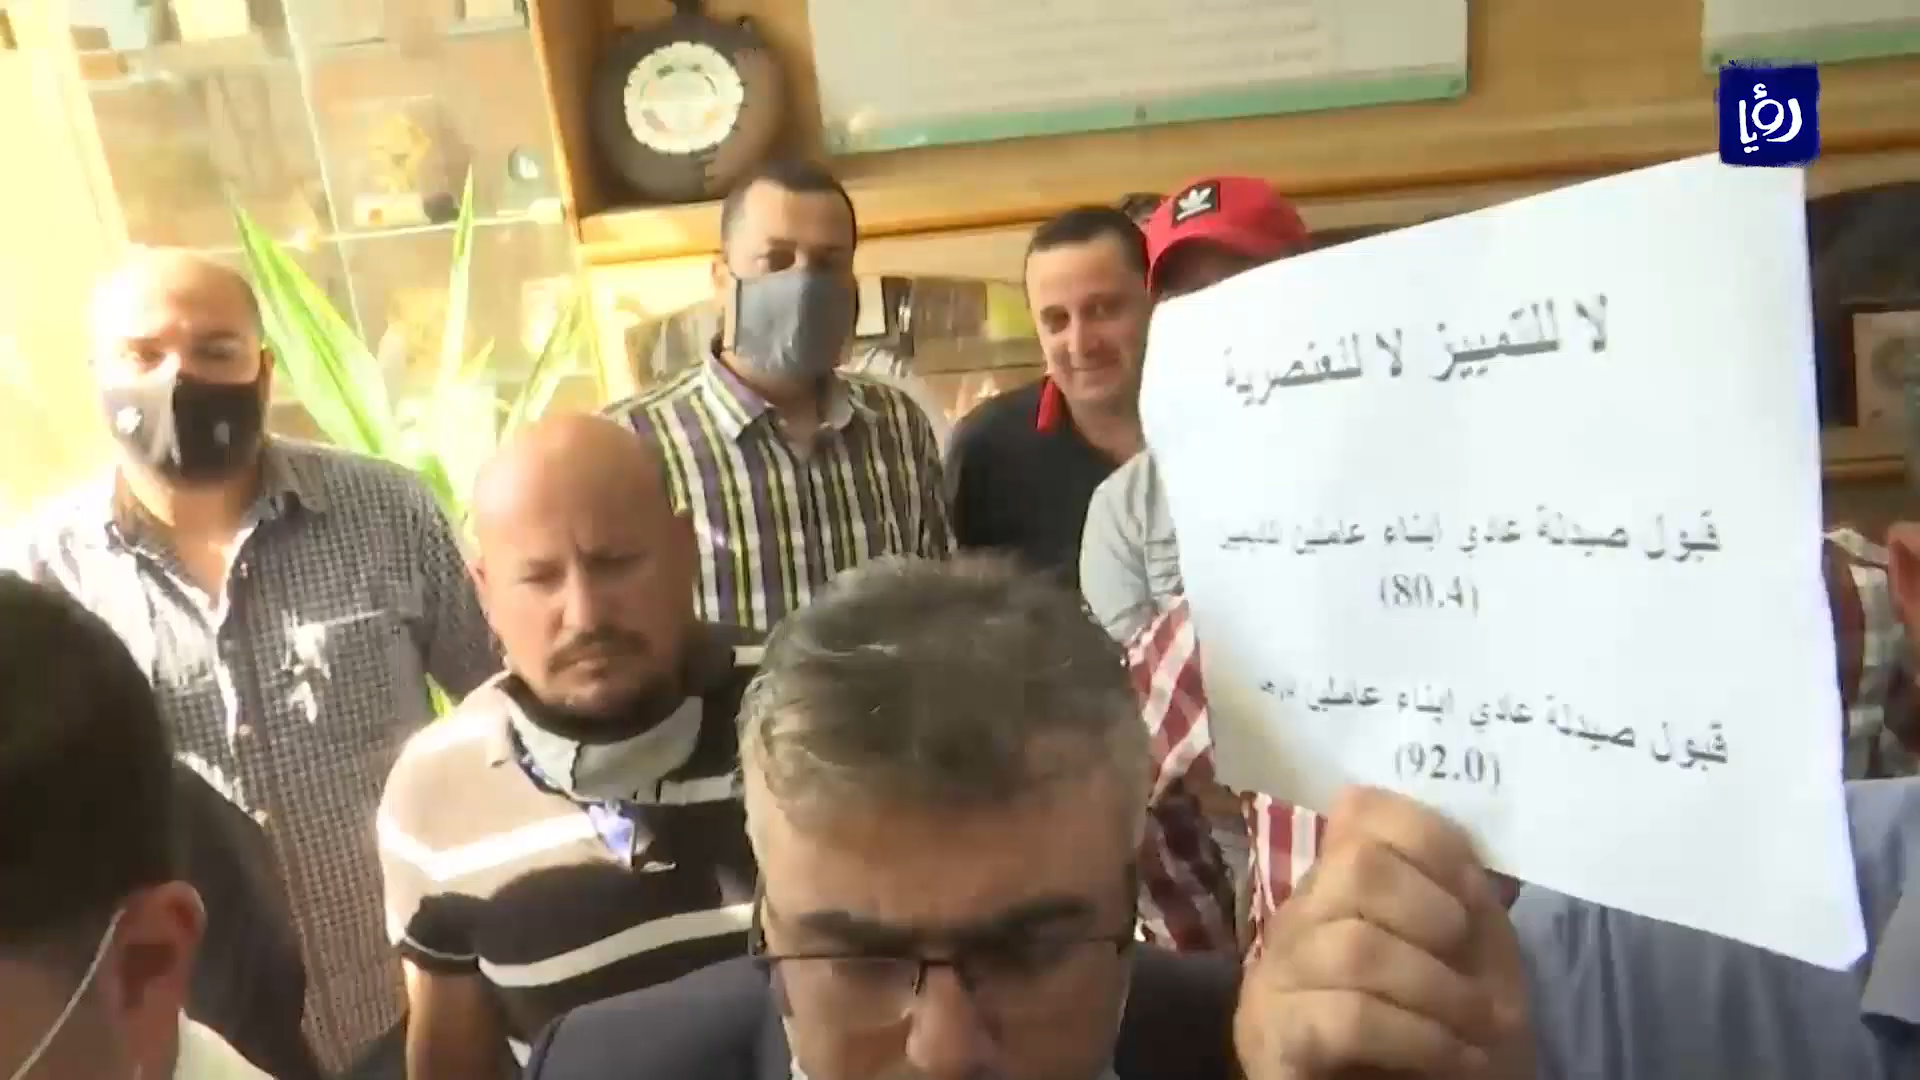 رؤيا
لا للتمييز لا للعنصرية
قبول صيدلة عادي ابناء عاملين
(80.4)
قبول صيدلة عادي ابناء عاملين
(92.0)